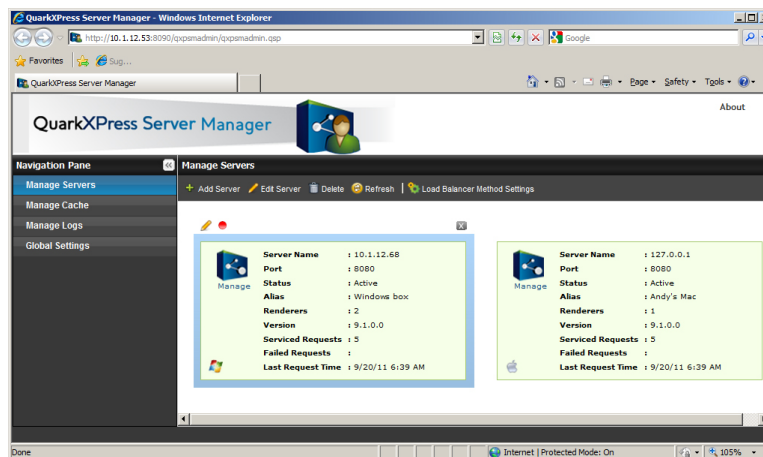 QuarkXPress Server Manager - Windows Internet Explorer
http://10.1.12.53:8090/qxpsmadmin/qxpsmadmin.qsp
Google
Favorites
Sug...
QuarkXPress Server Manager
Page
Safety
Tools
About
QuarkXPress Server Manager
Navigation Pane
Manage Servers
Manage Cache
Manage Logs
Global Settings
Manage Servers
Add Server
Edit Server
Delete
Refresh
Load Balancer Method Settings
Manage
Server Name : 10.1.12.68
Port : 8080
Status : Active
Alias : Windows box
Renderers : 2
Version : 9.1.0.0
Serviced Requests : 5
Failed Requests :
Last Request Time : 9/20/11 6:39 AM
Manage
Server Name : 127.0.0.1
Port : 8080
Status : Active
Alias : Andy's Mac
Renderers : 1
Version : 9.1.0.0
Serviced Requests : 5
Failed Requests :
Last Request Time : 9/20/11 6:39 AM
Done
Internet | Protected Mode: On
105%